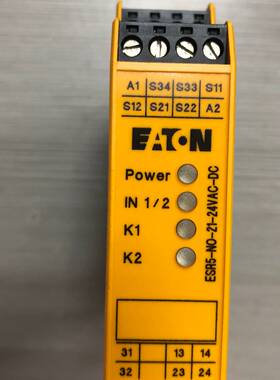 A1 S34 S33 S11
S12 S21 S22 A2
EATON
Power
IN 1/2
K1
K2
ESR5-NO-21-24VAC-DC
31 13 14
32 23 24